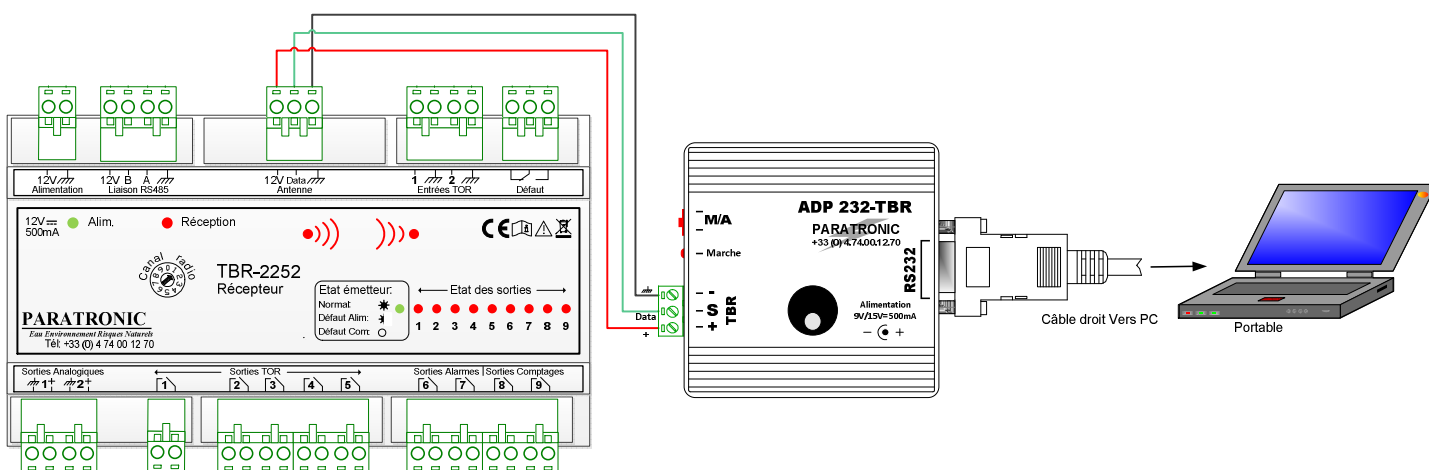 12V
Alimentation
12V B A
Liaison RS485
12V Data
Antenne
1 2
Entrées TOR
Défaut
12V
500mA
Alim.
Réception
CE
Canal radio
TBR-2252
Récepteur
Etat émetteur:
Normal:
Défaut Alim:
Défaut Com:
Etat des sorties
1 2 3 4 5 6 7 8 9
PARATRONIC
Eau Environnement Risques Naturels
Tél: +33 (0) 4 74 00 12 70
Sorties Analogiques
1+ 2+
Sorties TOR
1 2 3 4 5
Sorties Alarmes | Sorties Comptages
6 7 8 9
Data
+
M/A
Marche
-
S
+
TBR
ADP 232-TBR
PARATRONIC
+33 (0) 4.74.00.12.70
RS232
Alimentation
9V/15V=500mA
- +
Câble droit Vers PC
Portable